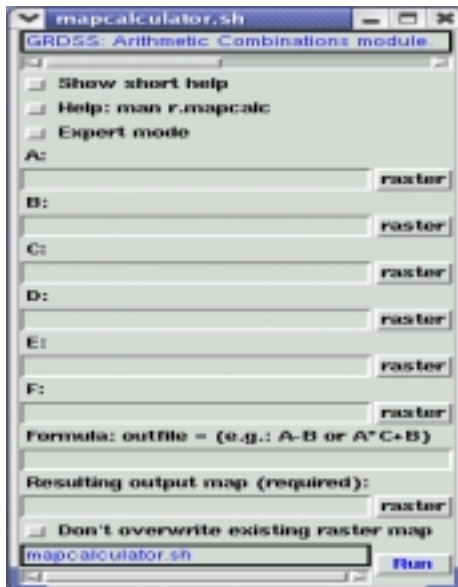 mapcalculator.sh
GRDSS: Arithmetic Combinations module.
Show short help
Help: man r.mapcalc
Expert mode
A:
raster
B:
raster
C:
raster
D:
raster
E:
raster
F:
raster
Formula: outfile = (e.g.: A-B or A*C+B)
Resulting output map (required):
raster
Don't overwrite existing raster map
mapcalculator.sh
Run